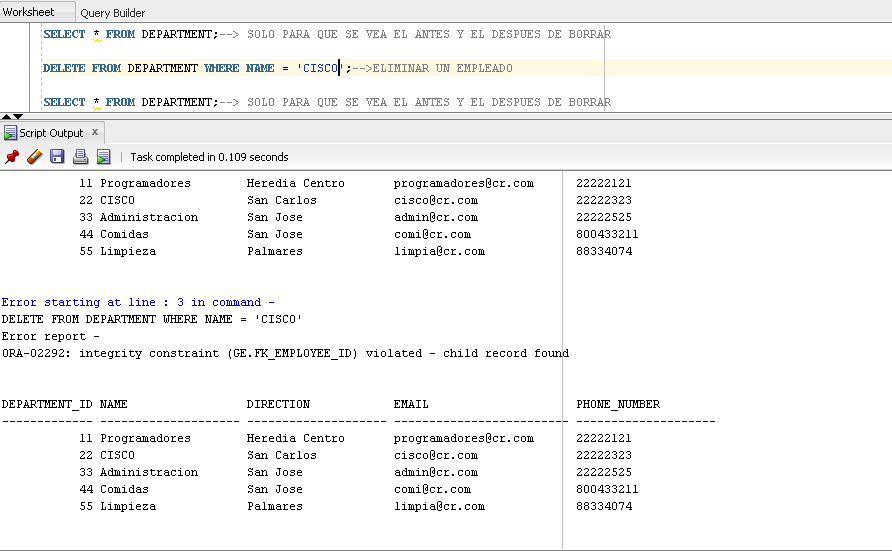 Worksheet Query Builder
SELECT * FROM DEPARTMENT;--> SOLO PARA QUE SE VEA EL ANTES Y EL DESPUES DE BORRAR
DELETE FROM DEPARTMENT WHERE NAME = 'CISCO';-->ELIMINAR UN EMPLEADO
SELECT * FROM DEPARTMENT;--> SOLO PARA QUE SE VEA EL ANTES Y EL DESPUES DE BORRAR
Script Output x
Task completed in 0.109 seconds
11 Programadores Heredia Centro programadores@cr.com 22222121
22 CISCO San Carlos cisco@cr.com 22222323
33 Administracion San Jose admin@cr.com 22222525
44 Comidas San Jose comi@cr.com 800433211
55 Limpieza Palmares limpia@cr.com 88334074
Error starting at line : 3 in command -
DELETE FROM DEPARTMENT WHERE NAME = 'CISCO'
Error report -
ORA-02292: integrity constraint (GE.FK_EMPLOYEE_ID) violated - child record found
DEPARTMENT_ID NAME DIRECTION EMAIL PHONE_NUMBER
------------- -------------------- -------------------- ------------------------- --------------------
11 Programadores Heredia Centro programadores@cr.com 22222121
22 CISCO San Carlos cisco@cr.com 22222323
33 Administracion San Jose admin@cr.com 22222525
44 Comidas San Jose comi@cr.com 800433211
55 Limpieza Palmares limpia@cr.com 88334074